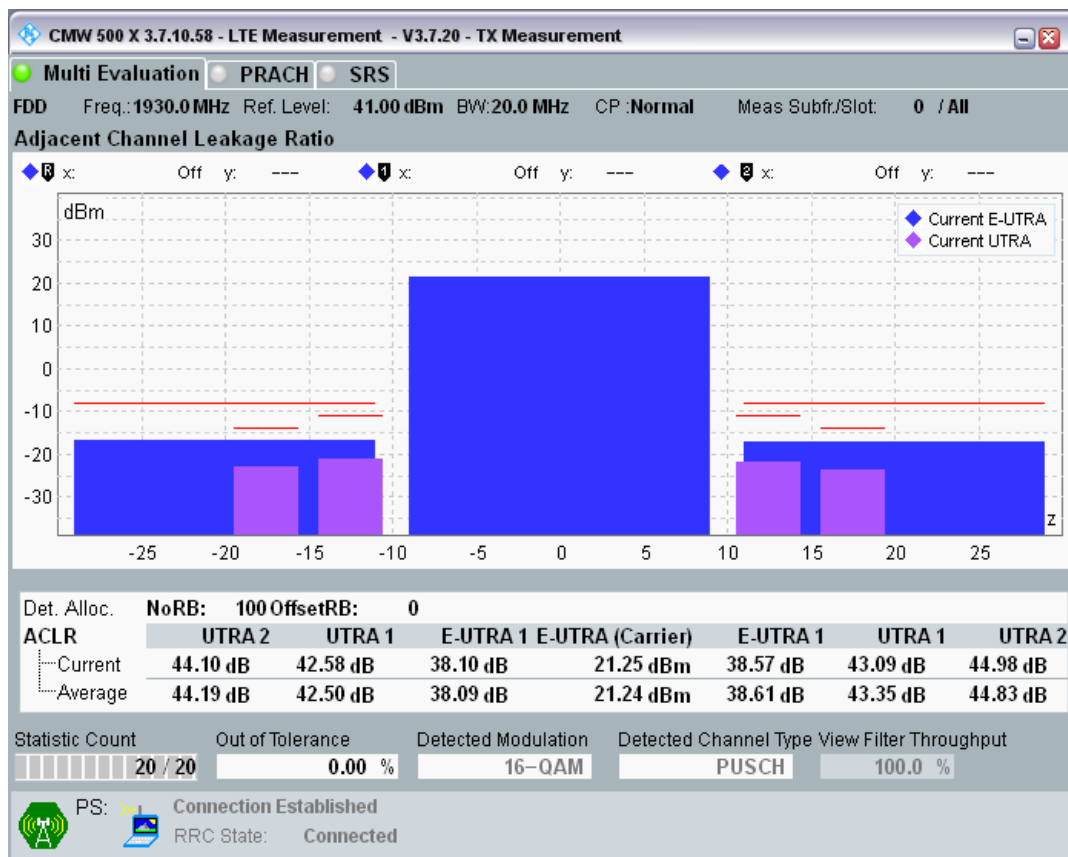 CMW 500 X 3.7.10.58 - LTE Measurement - V3.7.20 - TX Measurement
Multi Evaluation PRACH SRS
FDD Freq.:1930.0 MHz Ref. Level: 41.00 dBm BW:20.0 MHz CP :Normal Meas Subfr./Slot: 0 / All
Adjacent Channel Leakage Ratio
R x: Off y: --- 1 x: Off y: --- 2 x: Off y: ---
dBm
Current E-UTRA
Current UTRA
30
20
10
0
-10
-20
-30
z
-25 -20 -15 -10 -5 0 5 10 15 20 25
Det. Alloc. NoRB: 100 OffsetRB: 0
ACLR UTRA 2 UTRA 1 E-UTRA 1 E-UTRA (Carrier) E-UTRA 1 UTRA 1 UTRA 2
Current 44.10 dB 42.58 dB 38.10 dB 21.25 dBm 38.57 dB 43.09 dB 44.98 dB
Average 44.19 dB 42.50 dB 38.09 dB 21.24 dBm 38.61 dB 43.35 dB 44.83 dB
Statistic Count Out of Tolerance Detected Modulation Detected Channel Type View Filter Throughput
20 / 20 0.00 % 16-QAM PUSCH 100.0 %
PS: Connection Established
RRC State: Connected